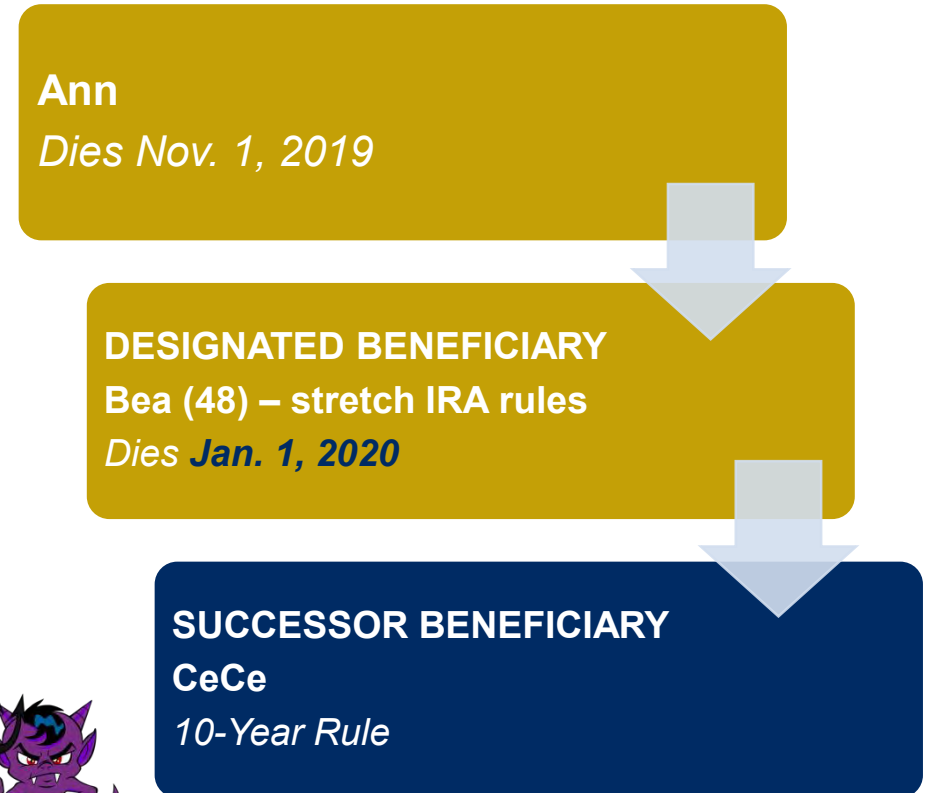 Ann
Dies Nov. 1, 2019
DESIGNATED BENEFICIARY
Bea (48) – stretch IRA rules
Dies Jan. 1, 2020
SUCCESSOR BENEFICIARY
CeCe
10-Year Rule